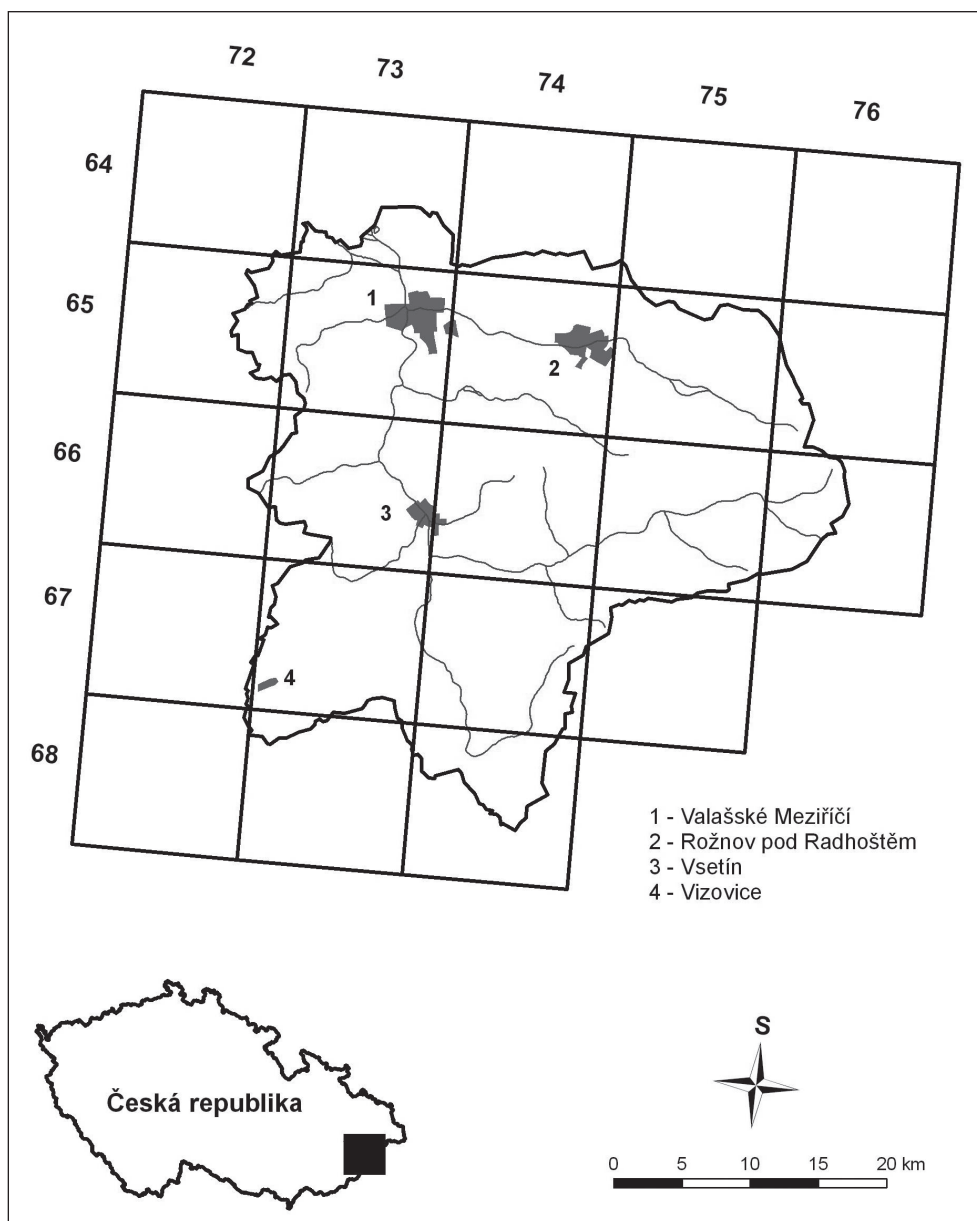 72
73
74
75
76
64
65
66
67
68
1
2
3
4
1 - Valašské Meziříčí
2 - Rožnov pod Radhoštěm
3 - Vsetín
4 - Vizovice
Česká republika
S
0 5 10 15 20 km